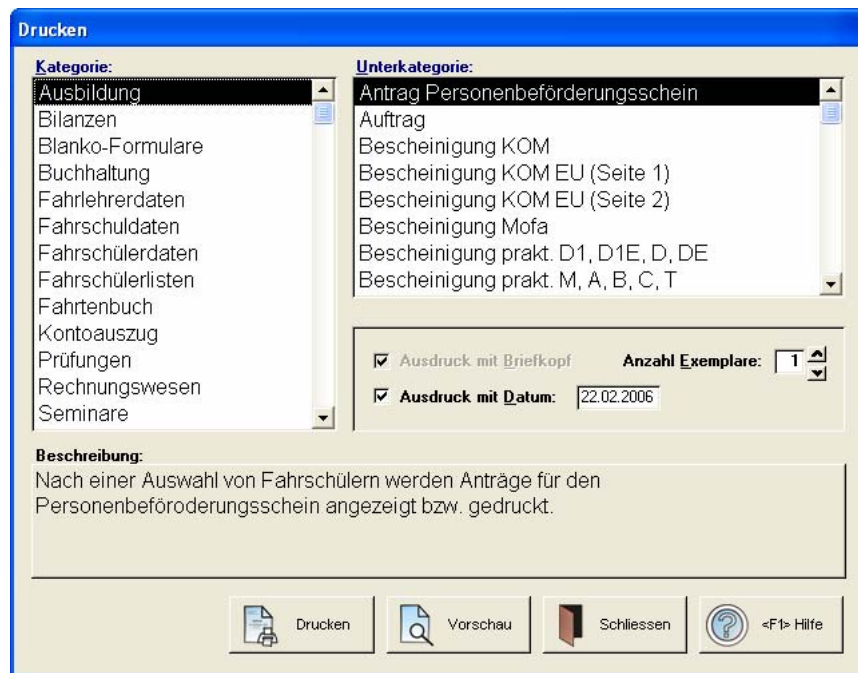 Drucken
Kategorie:
Ausbildung
Bilanzen
Blanko-Formulare
Buchhaltung
Fahrlehrerdaten
Fahrschuldaten
Fahrschülerdaten
Fahrschülerlisten
Fahrtenbuch
Kontoauszug
Prüfungen
Rechnungswesen
Seminare
Unterkategorie:
Antrag Personenbeförderungsschein
Auftrag
Bescheinigung KOM
Bescheinigung KOM EU (Seite 1)
Bescheinigung KOM EU (Seite 2)
Bescheinigung Mofa
Bescheinigung prakt. D1, D1E, D, DE
Bescheinigung prakt. M, A, B, C, T
Ausdruck mit Briefkopf Anzahl Exemplare: 1
Ausdruck mit Datum: 22.02.2006
Beschreibung:
Nach einer Auswahl von Fahrschülern werden Anträge für den
Personenbeföroderungsschein angezeigt bzw. gedruckt.
Drucken Vorschau Schliessen <F1> Hilfe